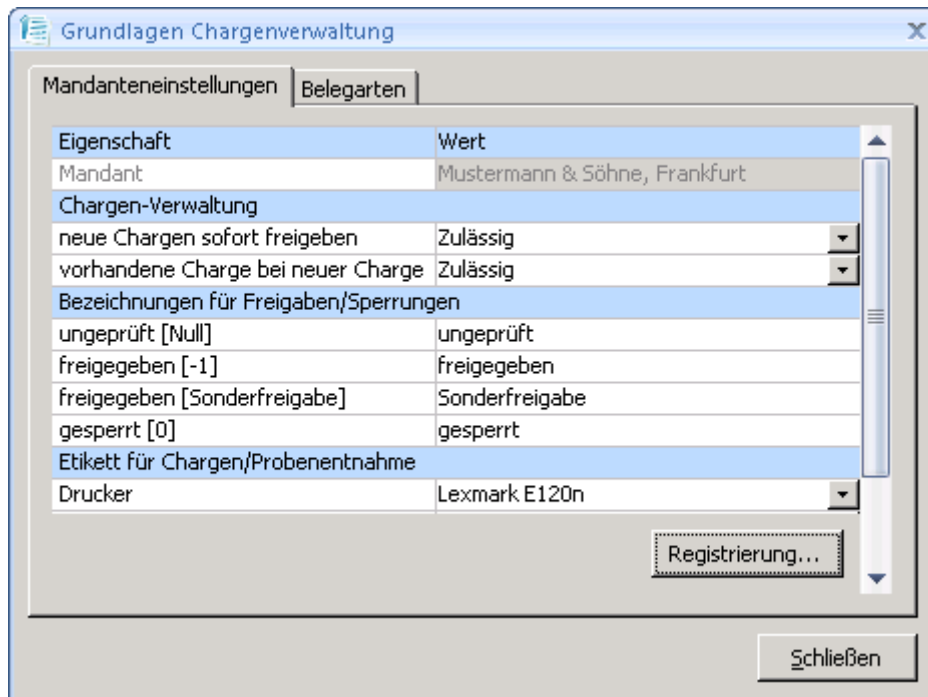 Grundlagen Chargenverwaltung
Mandanteneinstellungen Belegarten
Eigenschaft Wert
Mandant Mustermann & Söhne, Frankfurt
Chargen-Verwaltung
neue Chargen sofort freigeben Zulässig
vorhandene Charge bei neuer Charge Zulässig
Bezeichnungen für Freigaben/Sperrungen
ungeprüft [Null] ungeprüft
freigegeben [-1] freigegeben
freigegeben [Sonderfreigabe] Sonderfreigabe
gesperrt [0] gesperrt
Etikett für Chargen/Probenentnahme
Drucker Lexmark E120n
Registrierung...
Schließen